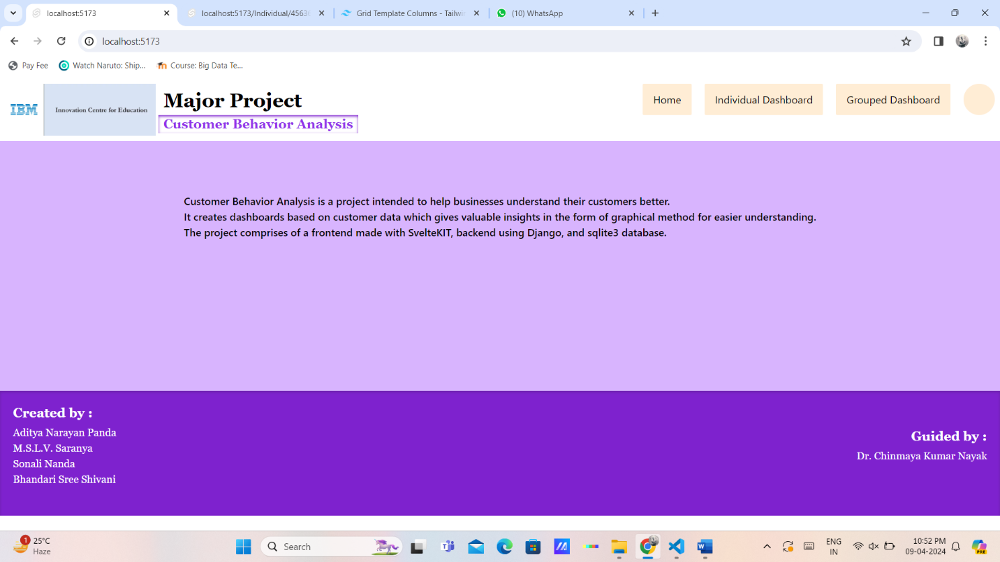 localhost:5173
localhost:5173/Individual/45636
Grid Template Columns - Tailwin
(10) WhatsApp
localhost:5173
Pay Fee
Watch Naruto: Ship...
Course: Big Data Te...
IBM
Innovation Centre for Education
Major Project
Customer Behavior Analysis
Home
Individual Dashboard
Grouped Dashboard
Customer Behavior Analysis is a project intended to help businesses understand their customers better.
It creates dashboards based on customer data which gives valuable insights in the form of graphical method for easier understanding.
The project comprises of a frontend made with SvelteKIT, backend using Django, and sqlite3 database.
Created by :
Aditya Narayan Panda
M.S.L.V. Saranya
Sonali Nanda
Bhandari Sree Shivani
Guided by :
Dr. Chinmaya Kumar Nayak
1
25°C
Haze
Search
ENG
IN
10:52 PM
09-04-2024
PRE